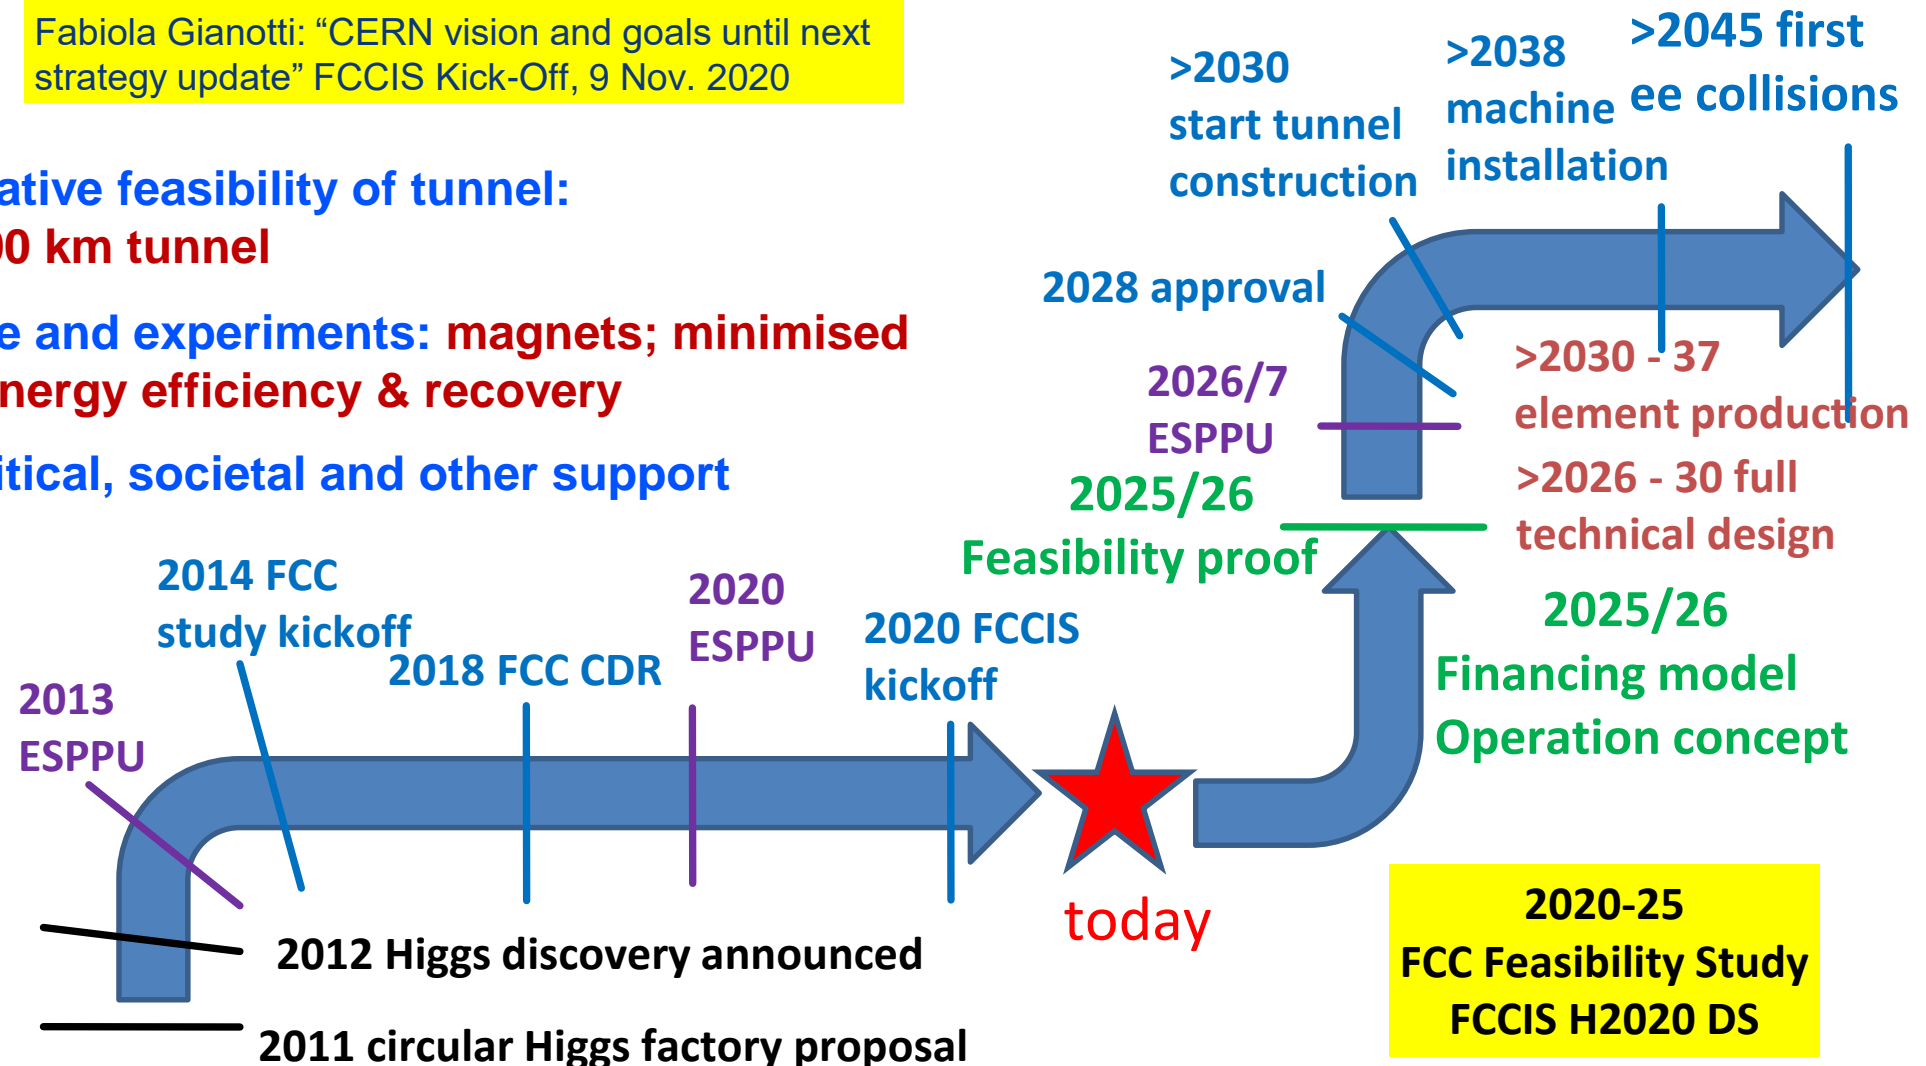 Fabiola Gianotti: “CERN vision and goals until next
strategy update” FCCIS Kick-Off, 9 Nov. 2020
ative feasibility of tunnel:
00 km tunnel
e and experiments: magnets; minimised
nergy efficiency & recovery
itical, societal and other support
>2030
start tunnel
construction
>2038
machine
installation
>2045 first
ee collisions
2028 approval
2026/7
ESPPU
>2030 - 37
element production
>2026 - 30 full
technical design
2025/26
Feasibility proof
2025/26
Financing model
Operation concept
2014 FCC
study kickoff
2018 FCC CDR
2020
ESPPU
2020 FCCIS
kickoff
2013
ESPPU
today
2012 Higgs discovery announced
2011 circular Higgs factory proposal
2020-25
FCC Feasibility Study
FCCIS H2020 DS